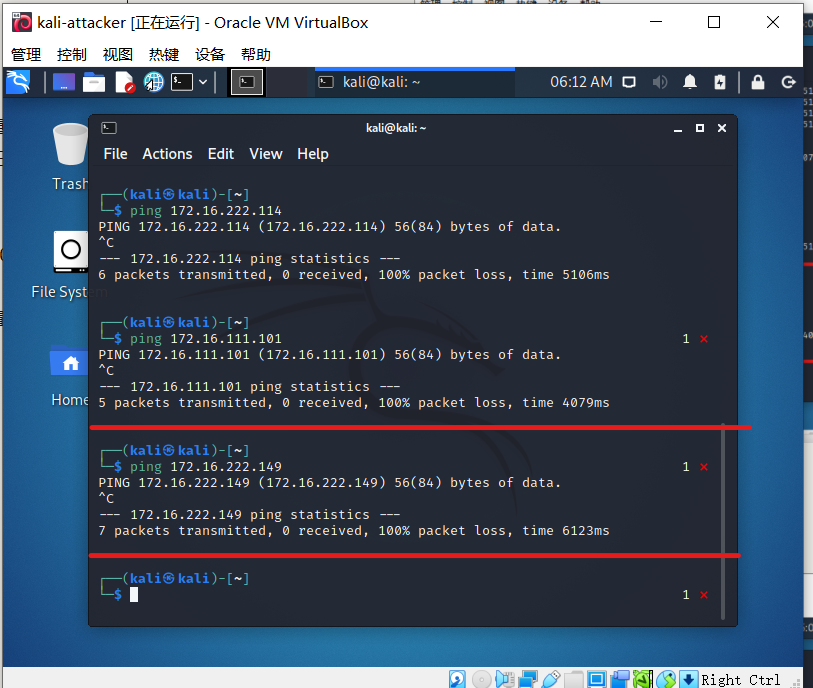 kali-attacker [正在运行] - Oracle VM VirtualBox
管理 控制 视图 热键 设备 帮助
kali@kali: ~
06:12 AM
Trash
File System
Home
kali@kali: ~
File Actions Edit View Help
┌──(kali㉿kali)-[~]
└─$ ping 172.16.222.114
PING 172.16.222.114 (172.16.222.114) 56(84) bytes of data.
^C
--- 172.16.222.114 ping statistics ---
6 packets transmitted, 0 received, 100% packet loss, time 5106ms
┌──(kali㉿kali)-[~]
└─$ ping 172.16.111.101 1 ⨯
PING 172.16.111.101 (172.16.111.101) 56(84) bytes of data.
^C
--- 172.16.111.101 ping statistics ---
5 packets transmitted, 0 received, 100% packet loss, time 4079ms
┌──(kali㉿kali)-[~]
└─$ ping 172.16.222.149 1 ⨯
PING 172.16.222.149 (172.16.222.149) 56(84) bytes of data.
^C
--- 172.16.222.149 ping statistics ---
7 packets transmitted, 0 received, 100% packet loss, time 6123ms
┌──(kali㉿kali)-[~]
└─$ 1 ⨯
Right Ctrl